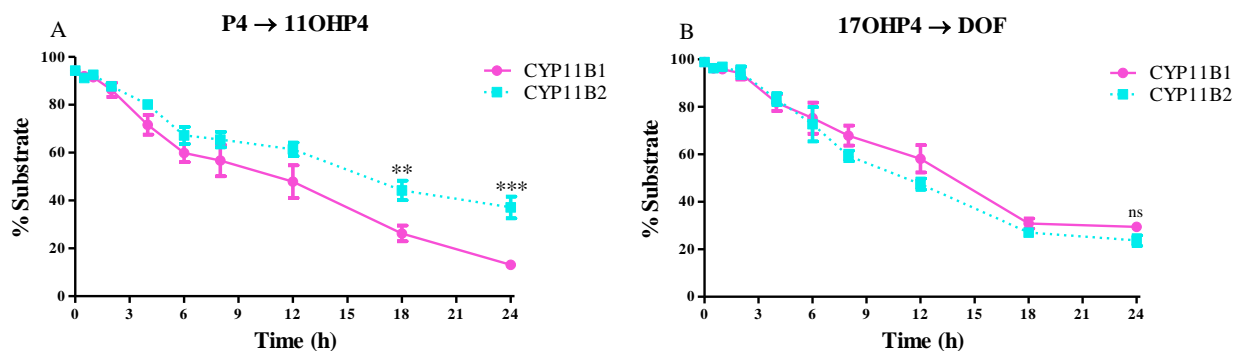 A
P4 → 11OHP4
100
80
60
40
20
0
% Substrate
0 3 6 9 12 15 18 21 24
Time (h)
CYP11B1
CYP11B2
**
***
B
17OHP4 → DOF
100
80
60
40
20
0
% Substrate
0 3 6 9 12 15 18 21 24
Time (h)
CYP11B1
CYP11B2
ns